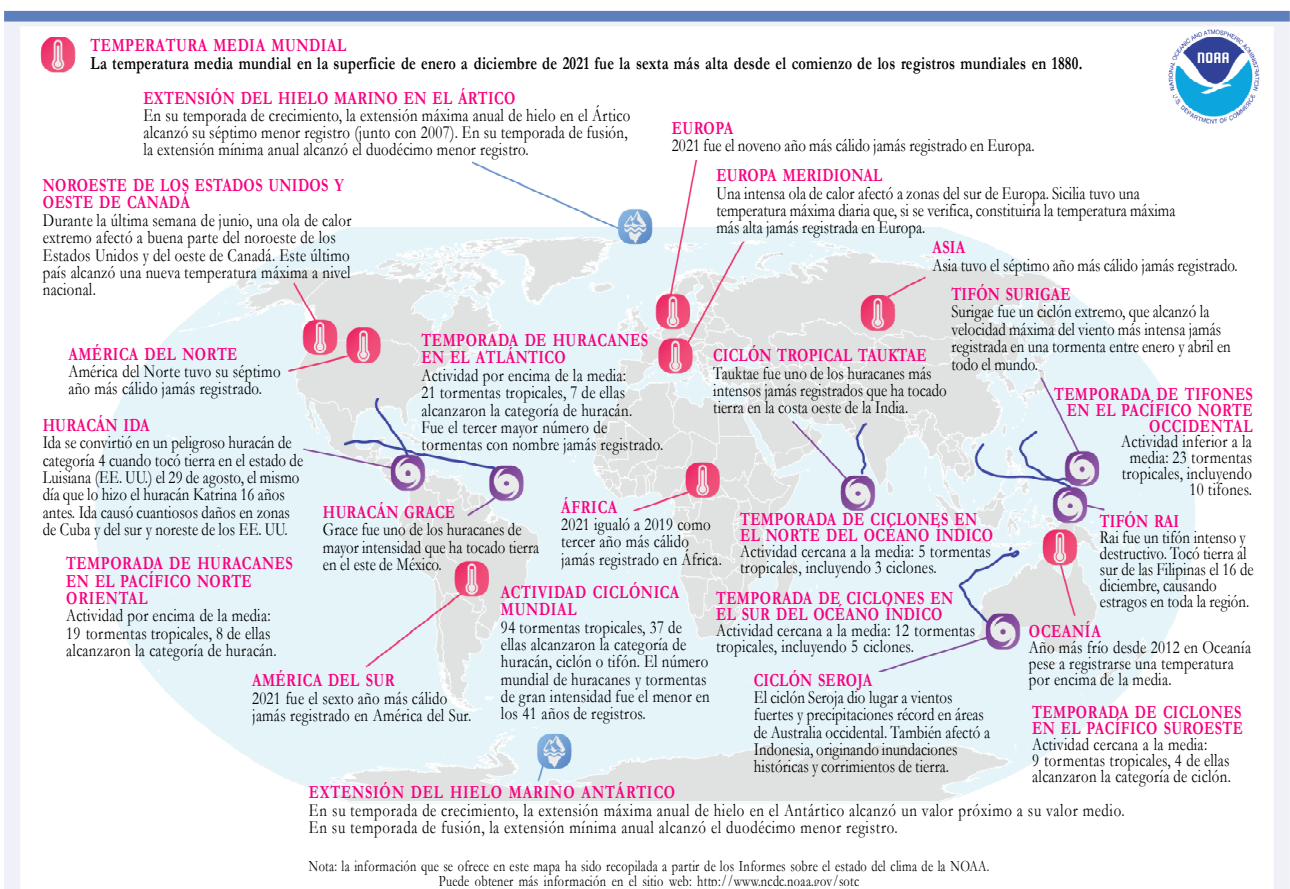 TEMPERATURA MEDIA MUNDIAL
La temperatura media mundial en la superficie de enero a diciembre de 2021 fue la sexta más alta desde el comienzo de los registros mundiales en 1880.
NATIONAL OCEANIC AND ATMOSPHERIC ADMINISTRATION
NOAA
U.S. DEPARTMENT OF COMMERCE
EXTENSIÓN DEL HIELO MARINO EN EL ÁRTICO
En su temporada de crecimiento, la extensión máxima anual de hielo en el Ártico
alcanzó su séptimo menor registro (junto con 2007). En su temporada de fusión,
la extensión mínima anual alcanzó el duodécimo menor registro.
EUROPA
2021 fue el noveno año más cálido jamás registrado en Europa.
EUROPA MERIDIONAL
Una intensa ola de calor afectó a zonas del sur de Europa. Sicilia tuvo una
temperatura máxima diaria que, si se verifica, constituiría la temperatura máxima
más alta jamás registrada en Europa.
NOROESTE DE LOS ESTADOS UNIDOS Y
OESTE DE CANADÁ
Durante la última semana de junio, una ola de calor
extremo afectó a buena parte del noroeste de los
Estados Unidos y del oeste de Canadá. Este último
país alcanzó una nueva temperatura máxima a nivel
nacional.
ASIA
Asia tuvo el séptimo año más cálido jamás registrado.
TIFÓN SURIGAE
Surigae fue un ciclón extremo, que alcanzó la
velocidad máxima del viento más intensa jamás
registrada en una tormenta entre enero y abril en
todo el mundo.
AMÉRICA DEL NORTE
América del Norte tuvo su séptimo
año más cálido jamás registrado.
TEMPORADA DE HURACANES
EN EL ATLÁNTICO
Actividad por encima de la media:
21 tormentas tropicales, 7 de ellas
alcanzaron la categoría de huracán.
Fue el tercer mayor número de
tormentas con nombre jamás registrado.
CICLÓN TROPICAL TAUKTAE
Tauktae fue uno de los huracanes más
intensos jamás registrados que ha tocado
tierra en la costa oeste de la India.
TEMPORADA DE TIFONES
EN EL PACÍFICO NORTE
OCCIDENTAL
Actividad inferior a la
media: 23 tormentas
tropicales, incluyendo
10 tifones.
HURACÁN IDA
Ida se convirtió en un peligroso huracán de
categoría 4 cuando tocó tierra en el estado de
Luisiana (EE. UU.) el 29 de agosto, el mismo
día que lo hizo el huracán Katrina 16 años
antes. Ida causó cuantiosos daños en zonas
de Cuba y del sur y noreste de los EE. UU.
HURACÁN GRACE
Grace fue uno de los huracanes de
mayor intensidad que ha tocado tierra
en el este de México.
ÁFRICA
2021 igualó a 2019 como
tercer año más cálido
jamás registrado en África.
TEMPORADA DE CICLONES EN
EL NORTE DEL OCÉANO ÍNDICO
Actividad cercana a la media: 5 tormentas
tropicales, incluyendo 3 ciclones.
TIFÓN RAI
Rai fue un tifón intenso y
destructivo. Tocó tierra al
sur de las Filipinas el 16 de
diciembre, causando
estragos en toda la región.
TEMPORADA DE HURACANES
EN EL PACÍFICO NORTE
ORIENTAL
Actividad por encima de la media:
19 tormentas tropicales, 8 de ellas
alcanzaron la categoría de huracán.
ACTIVIDAD CICLÓNICA
MUNDIAL
94 tormentas tropicales, 37 de
ellas alcanzaron la categoría de
huracán, ciclón o tifón. El número
mundial de huracanes y tormentas
de gran intensidad fue el menor en
los 41 años de registros.
TEMPORADA DE CICLONES EN
EL SUR DEL OCÉANO ÍNDICO
Actividad cercana a la media: 12 tormentas
tropicales, incluyendo 5 ciclones.
OCEANÍA
Año más frío desde 2012 en Oceanía
pese a registrarse una temperatura
por encima de la media.
AMÉRICA DEL SUR
2021 fue el sexto año más cálido
jamás registrado en América del Sur.
CICLÓN SEROJA
El ciclón Seroja dio lugar a vientos
fuertes y precipitaciones récord en áreas
de Australia occidental. También afectó a
Indonesia, originando inundaciones
históricas y corrimientos de tierra.
TEMPORADA DE CICLONES
EN EL PACÍFICO SUROESTE
Actividad cercana a la media:
9 tormentas tropicales, 4 de ellas
alcanzaron la categoría de ciclón.
EXTENSIÓN DEL HIELO MARINO ANTÁRTICO
En su temporada de crecimiento, la extensión máxima anual de hielo en el Antártico alcanzó un valor próximo a su valor medio.
En su temporada de fusión, la extensión mínima anual alcanzó el duodécimo menor registro.
Nota: la información que se ofrece en este mapa ha sido recopilada a partir de los Informes sobre el estado del clima de la NOAA.
Puede obtener más información en el sitio web: http://www.ncdc.noaa.gov/sotc